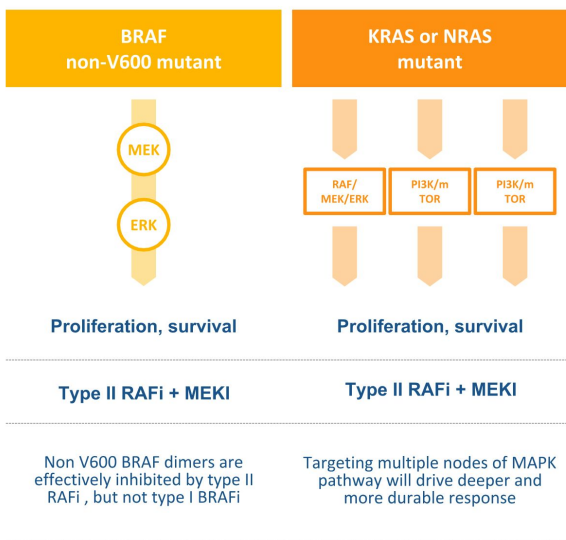 BRAF
non-V600 mutant
MEK
ERK
Proliferation, survival
Type II RAFi + MEKI
Non V600 BRAF dimers are
effectively inhibited by type II
RAFi , but not type I BRAFi
KRAS or NRAS
mutant
RAF/
MEK/ERK
PI3K/m
TOR
PI3K/m
TOR
Proliferation, survival
Type II RAFi + MEKI
Targeting multiple nodes of MAPK
pathway will drive deeper and
more durable response